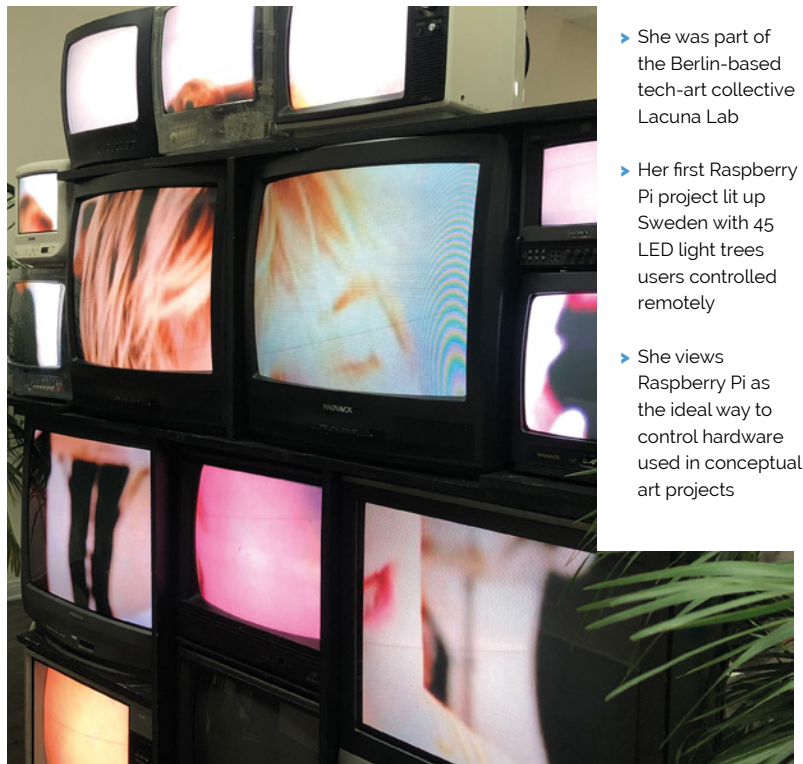 She was part of
the Berlin-based
tech-art collective
Lacuna Lab
Her first Raspberry
Pi project lit up
Sweden with 45
LED light trees
users controlled
remotely
She views
Raspberry Pi as
the ideal way to
control hardware
used in conceptual
art projects
MAGNAVOX